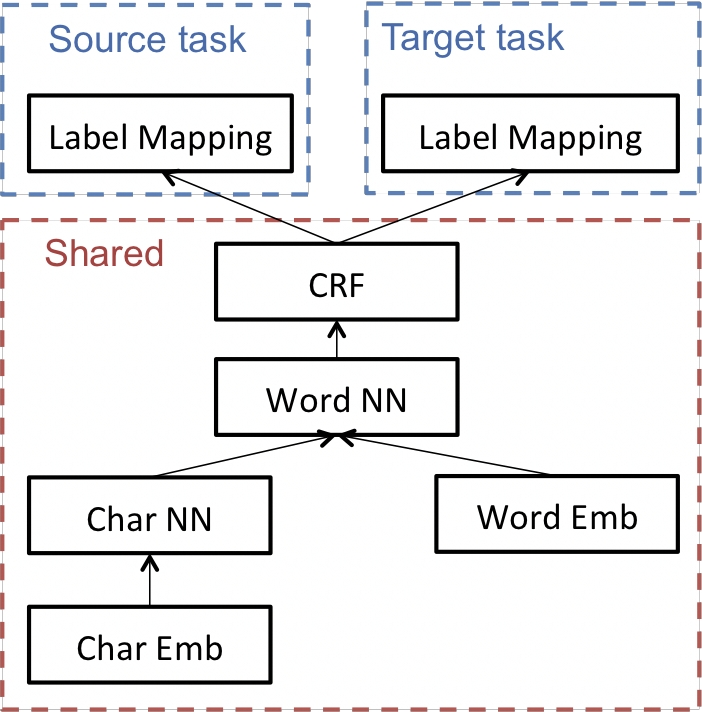 Source task
Target task
Label Mapping
Label Mapping
Shared
CRF
Word NN
Char NN
Word Emb
Char Emb